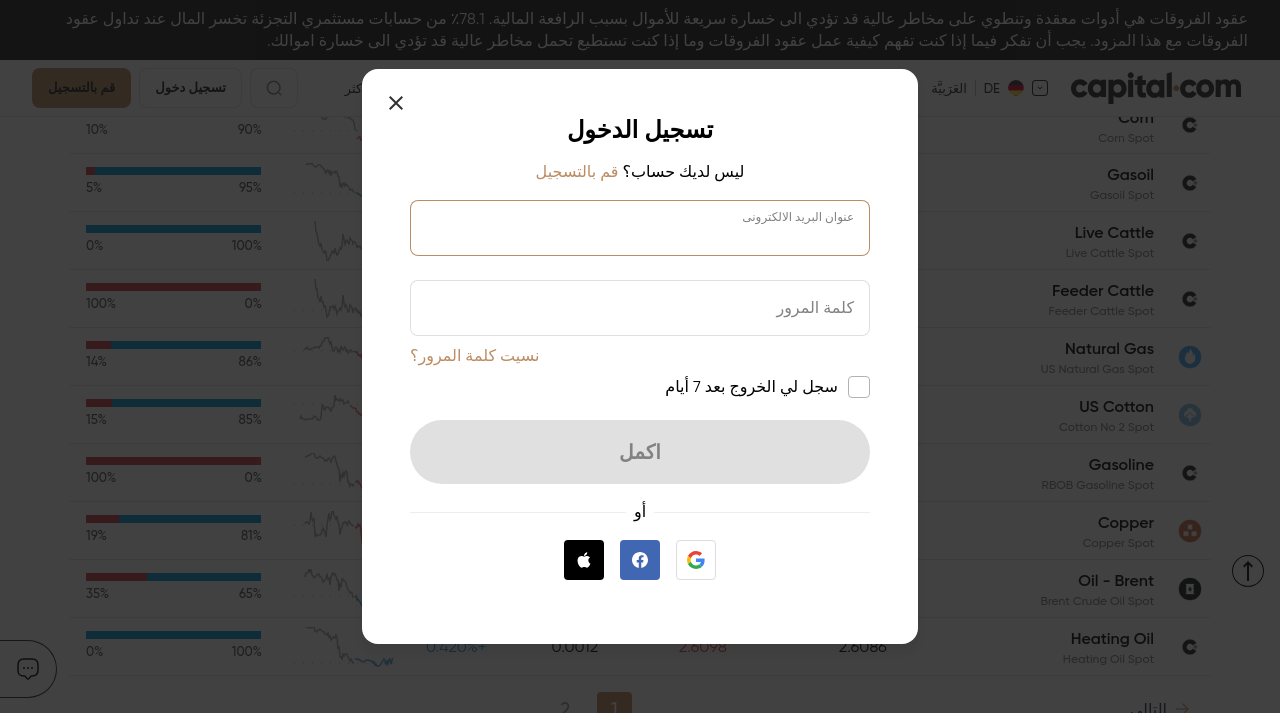 عقود الفروقات هي أدوات معقدة وتنطوي على مخاطر عالية قد تؤدي الى خسارة سريعة للأموال بسبب الرافعة المالية. 78.1٪ من حسابات مستثمري التجزئة تخسر المال عند تداول عقود
الفروقات مع هذا المزود. يجب أن تفكر فيما إذا كنت تفهم كيفية عمل عقود الفروقات وما إذا كنت تستطيع تحمل مخاطر عالية قد تؤدي الى خسارة اموالك.
capital.com
DE
العَرَبيَّة
تسجيل دخول
قم بالتسجيل
تسجيل الدخول
ليس لديك حساب؟ قم بالتسجيل
عنوان البريد الالكترونى
كلمة المرور
نسيت كلمة المرور؟
سجل لي الخروج بعد 7 أيام
اكمل
أو
Corn
Corn Spot
90%
10%
Gasoil
Gasoil Spot
95%
5%
Live Cattle
Live Cattle Spot
100%
0%
Feeder Cattle
Feeder Cattle Spot
0%
100%
Natural Gas
US Natural Gas Spot
86%
14%
US Cotton
Cotton No 2 Spot
85%
15%
Gasoline
RBOB Gasoline Spot
0%
100%
Copper
Copper Spot
81%
19%
Oil - Brent
Brent Crude Oil Spot
65%
35%
Heating Oil
Heating Oil Spot
2.6086
2.6098
0.0012
0.420%+
100%
0%
التالي
1
2